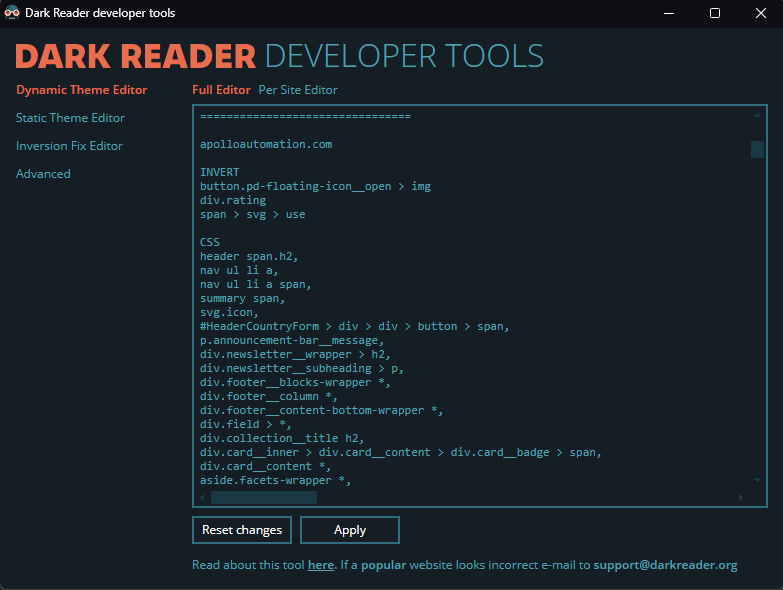 Dark Reader developer tools
DARK READER DEVELOPER TOOLS
Dynamic Theme Editor
Static Theme Editor
Inversion Fix Editor
Advanced
Full Editor Per Site Editor
================================
apolloautomation.com
INVERT
button.pd-floating-icon__open > img
div.rating
span > svg > use
CSS
header span.h2,
nav ul li a,
nav ul li a span,
summary span,
svg.icon,
#HeaderCountryForm > div > div > button > span,
p.announcement-bar__message,
div.newsletter__wrapper > h2,
div.newsletter__subheading > p,
div.footer__blocks-wrapper *,
div.footer__column *,
div.footer__content-bottom-wrapper *,
div.field > *,
div.collection__title h2,
div.card__inner > div.card__content > div.card__badge > span,
div.card__content *,
aside.facets-wrapper *,
Reset changes Apply
Read about this tool here. If a popular website looks incorrect e-mail to support@darkreader.org